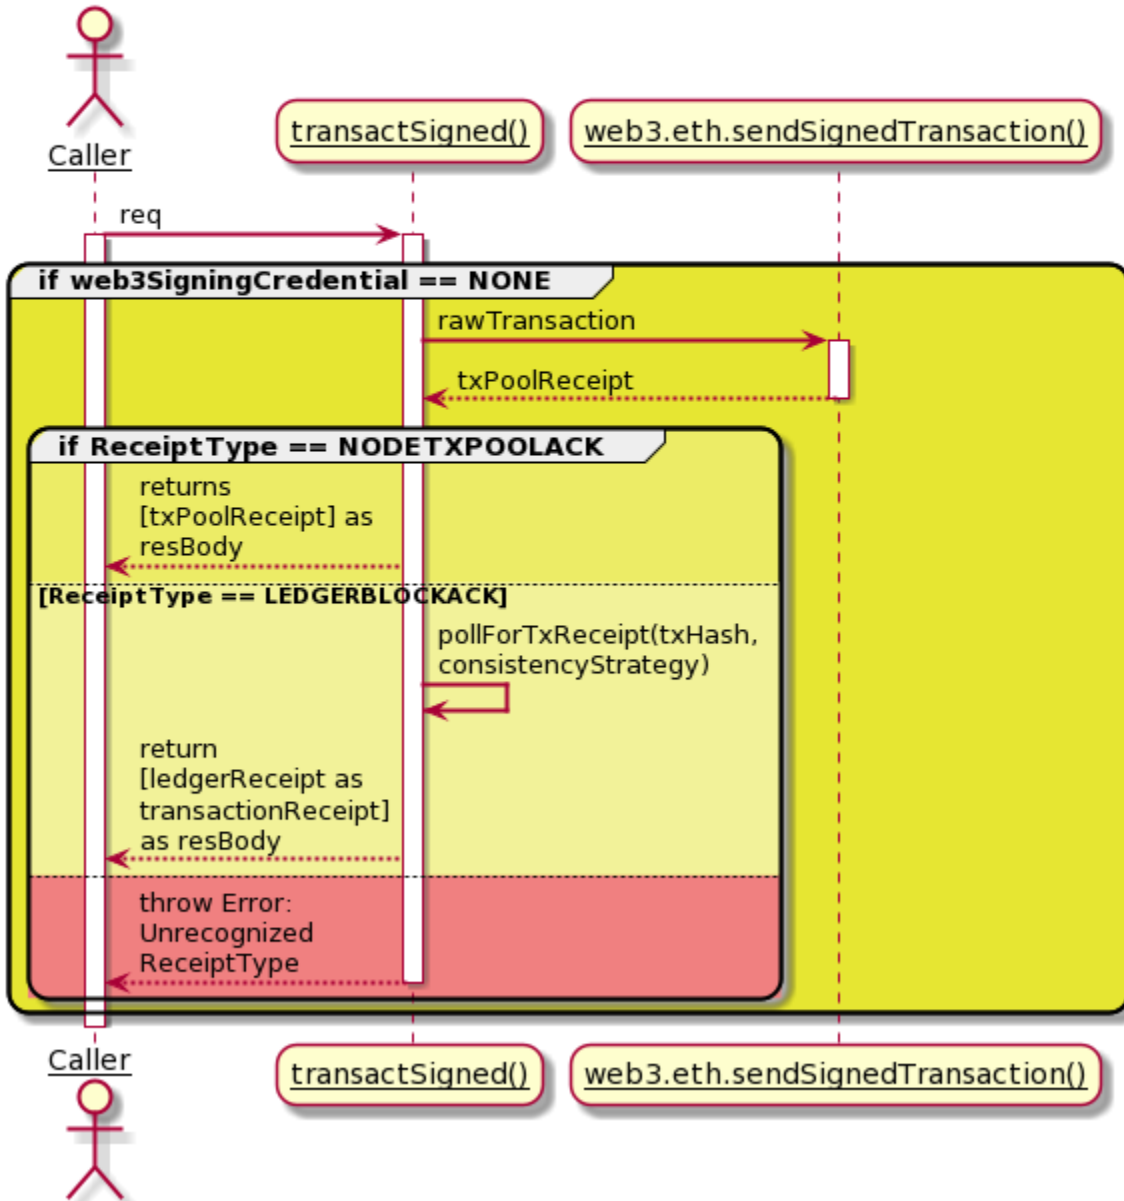 Caller
transactSigned()
web3.eth.sendSignedTransaction()
req
if web3SigningCredential == NONE
rawTransaction
txPoolReceipt
if ReceiptType == NODETXPOOLACK
returns
[txPoolReceipt] as
resBody
[ReceiptType == LEDGERBLOCKACK]
pollForTxReceipt(txHash,
consistencyStrategy)
return
[ledgerReceipt as
transactionReceipt]
as resBody
throw Error:
Unrecognized
ReceiptType
Caller
transactSigned()
web3.eth.sendSignedTransaction()